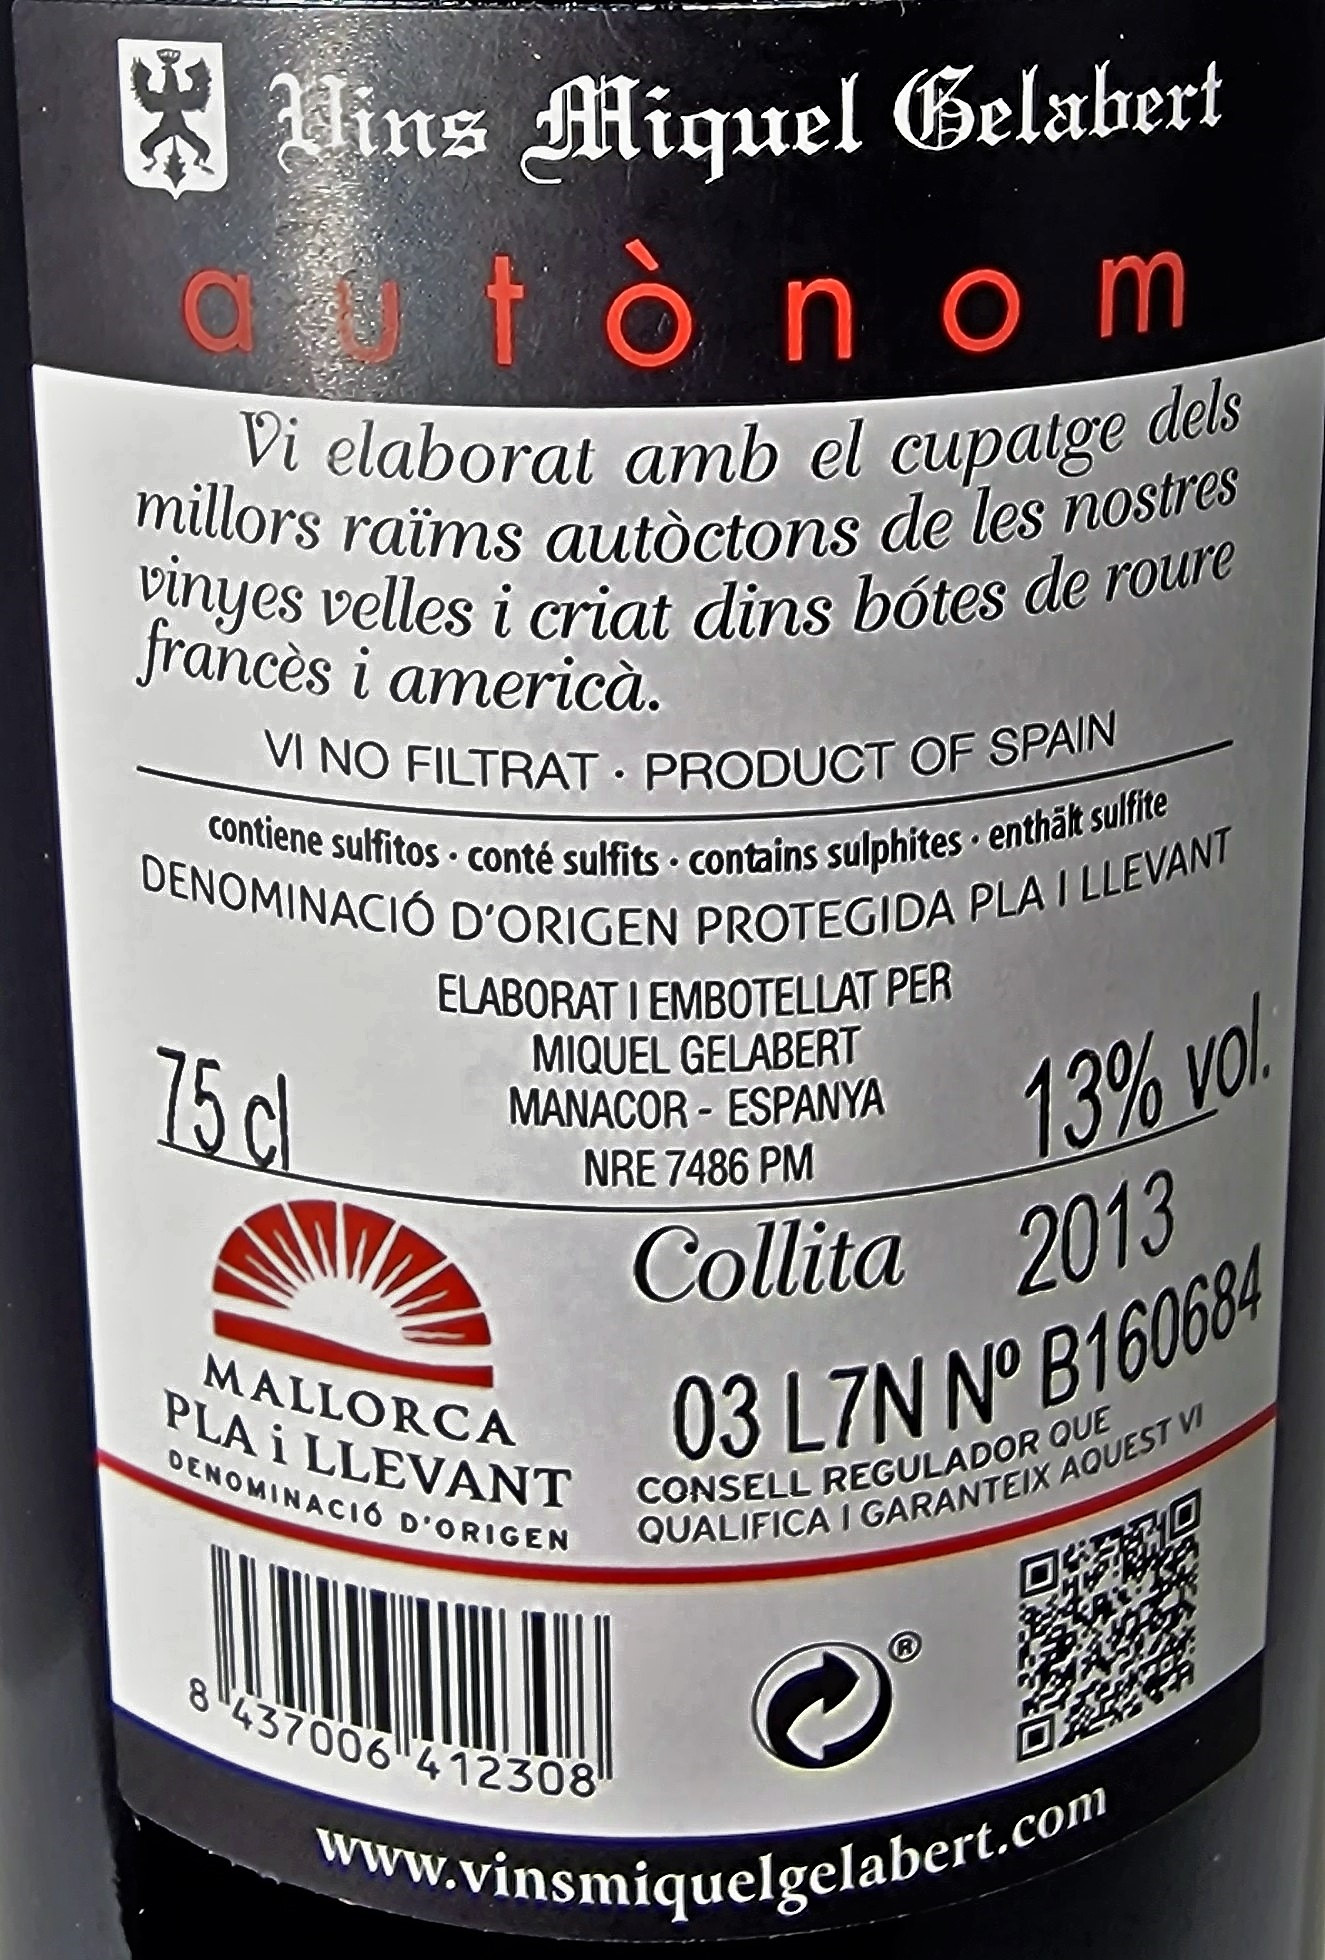 Vins Miquel Gelabert
autònom
Vi elaborat amb el cupatge dels
millors raïms autòctons de les nostres
vinyes velles i criat dins bótes de roure
francès i americà.
VI NO FILTRAT · PRODUCT OF SPAIN
contiene sulfitos · conté sulfits · contains sulphites · enthält sulfite
DENOMINACIÓ D'ORIGEN PROTEGIDA PLA I LLEVANT
ELABORAT I EMBOTELLAT PER
MIQUEL GELABERT
MANACOR - ESPANYA
NRE 7486 PM
75 cl
13% vol.
Collita 2013
03 L7N Nº B160684
CONSELL REGULADOR QUE
QUALIFICA I GARANTEIX AQUEST VI
MALLORCA
PLA i LLEVANT
DENOMINACIÓ D'ORIGEN
8 437006 412308
®
www.vinsmiquelgelabert.com